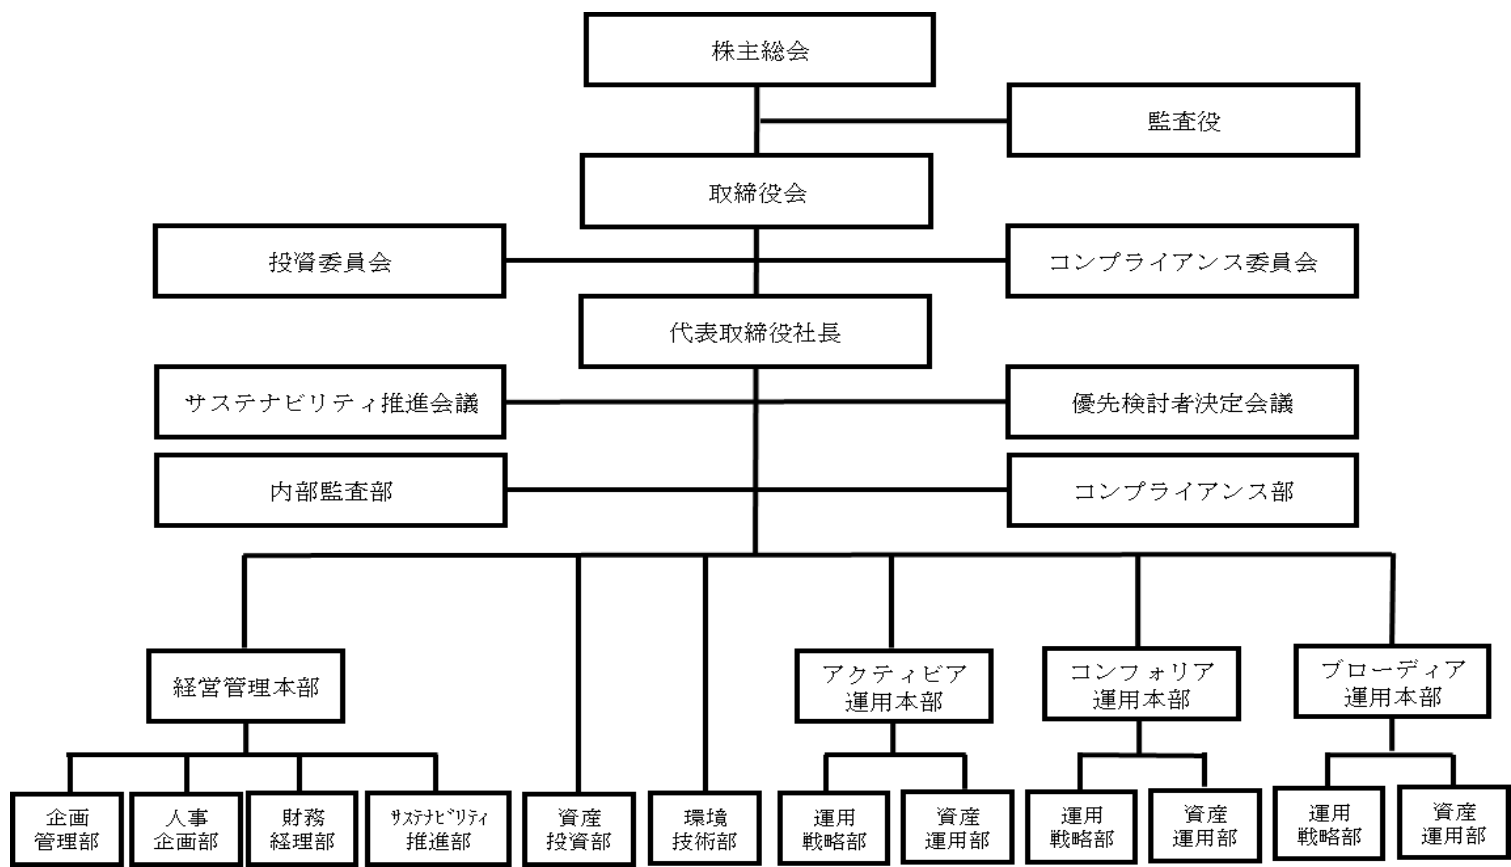 株主総会
監査役
取締役会
投資委員会
コンプライアンス委員会
代表取締役社長
サステナビリティ推進会議
優先検討者決定会議
内部監査部
コンプライアンス部
経営管理本部
アクティビア
運用本部
コンフォリア
運用本部
ブローディア
運用本部
企画
管理部
人事
企画部
財務
経理部
ｻｽﾃﾅﾋﾞﾘﾃｨ
推進部
資産
投資部
環境
技術部
運用
戦略部
資産
運用部
運用
戦略部
資産
運用部
運用
戦略部
資産
運用部